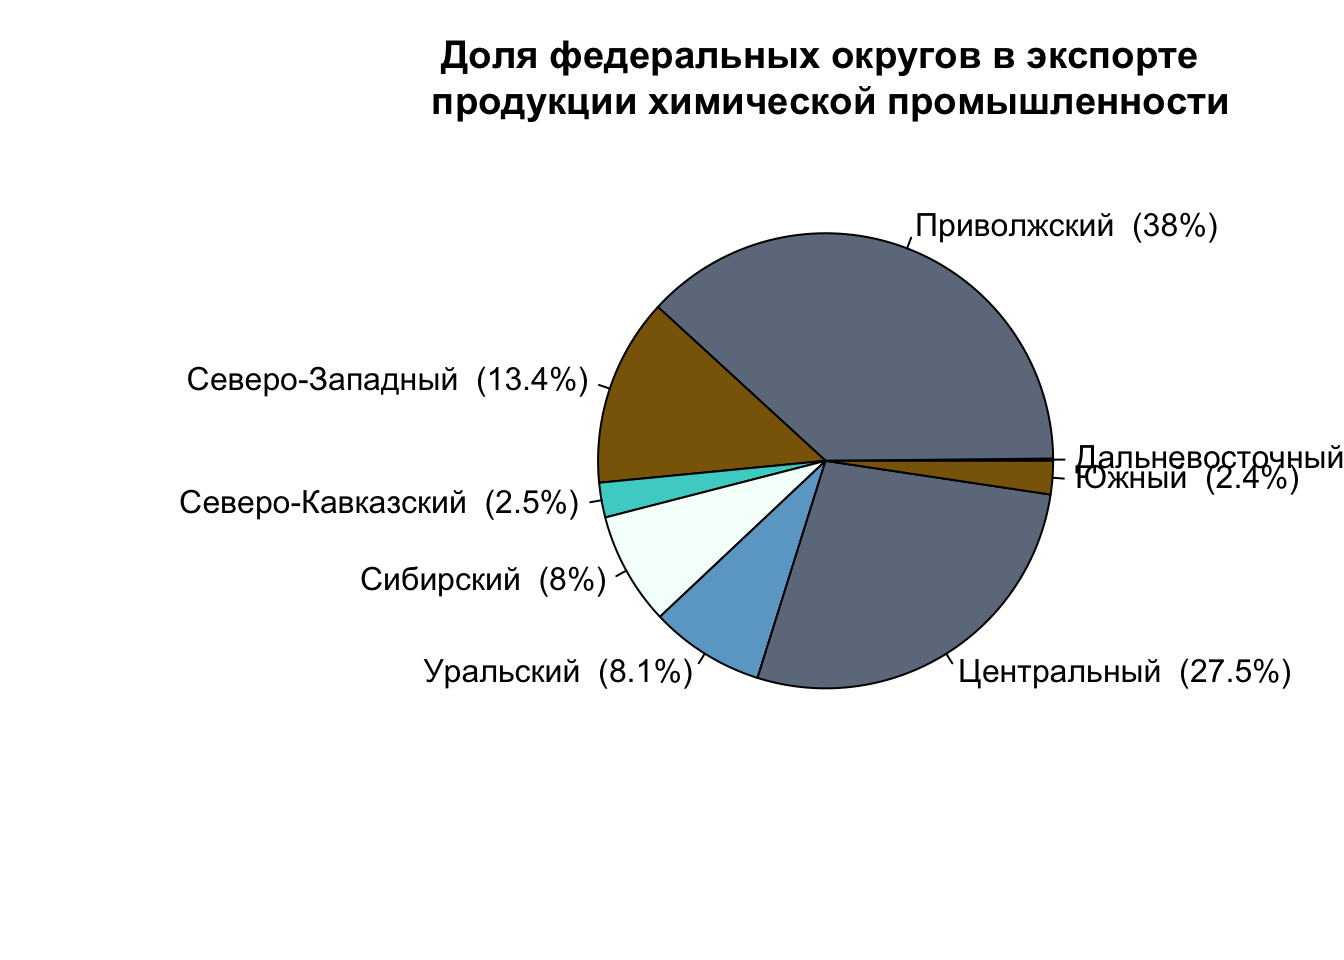 Доля федеральных округов в экспорте
продукции химической промышленности
Приволжский (38%)
Северо-Западный (13.4%)
Дальневосточный
Южный (2.4%)
Северо-Кавказский (2.5%)
Сибирский (8%)
Уральский (8.1%)
Центральный (27.5%)